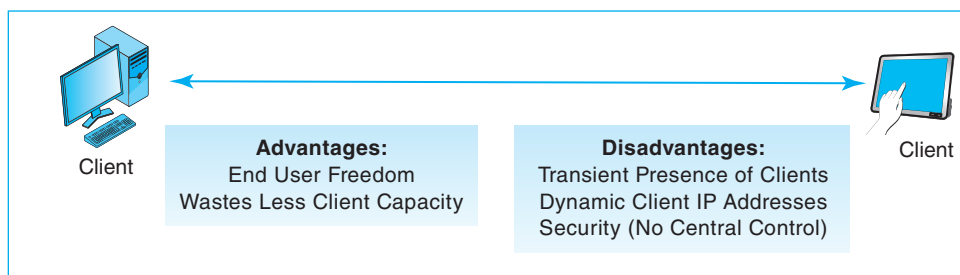 Client
Advantages:
End User Freedom
Wastes Less Client Capacity
Disadvantages:
Transient Presence of Clients
Dynamic Client IP Addresses
Security (No Central Control)
Client